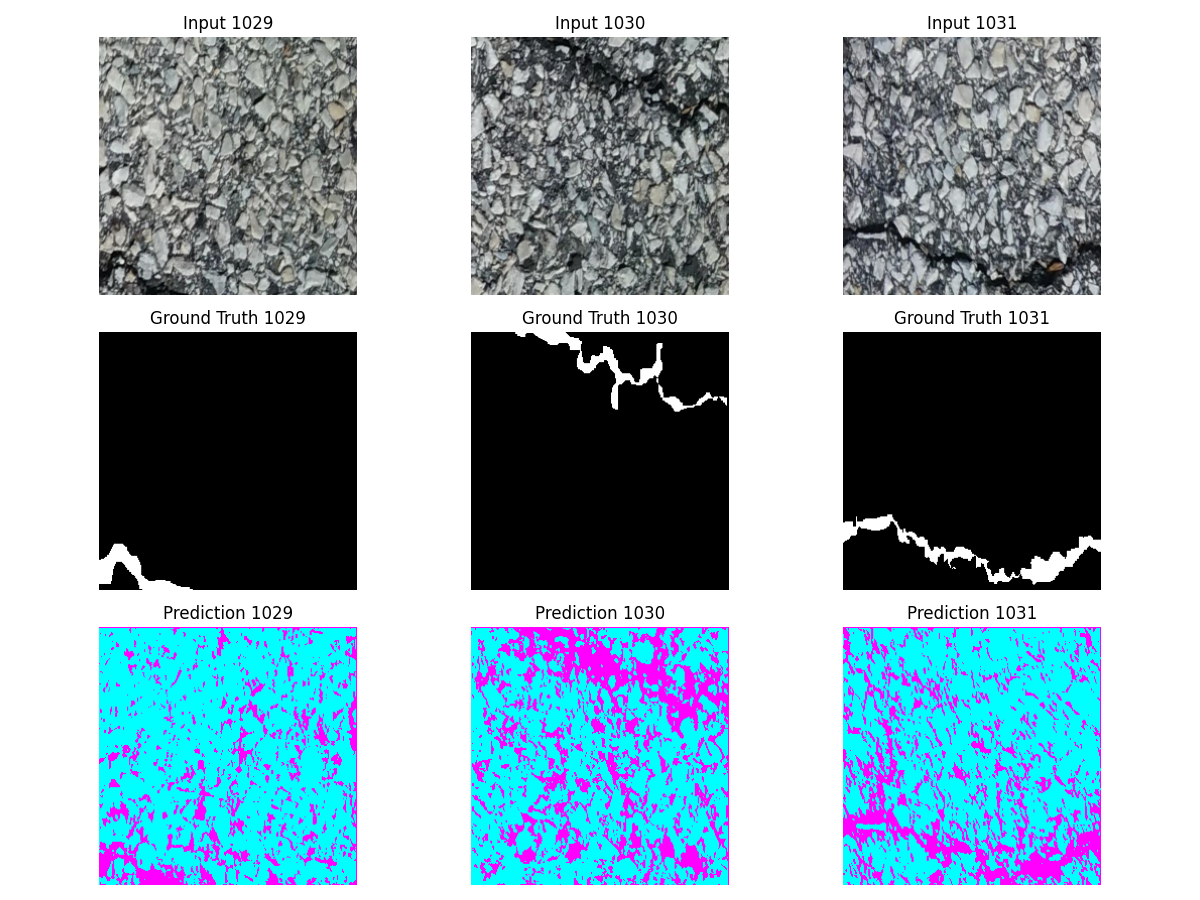 Input 1029
Input 1030
Input 1031
Ground Truth 1029
Ground Truth 1030
Ground Truth 1031
Prediction 1029
Prediction 1030
Prediction 1031